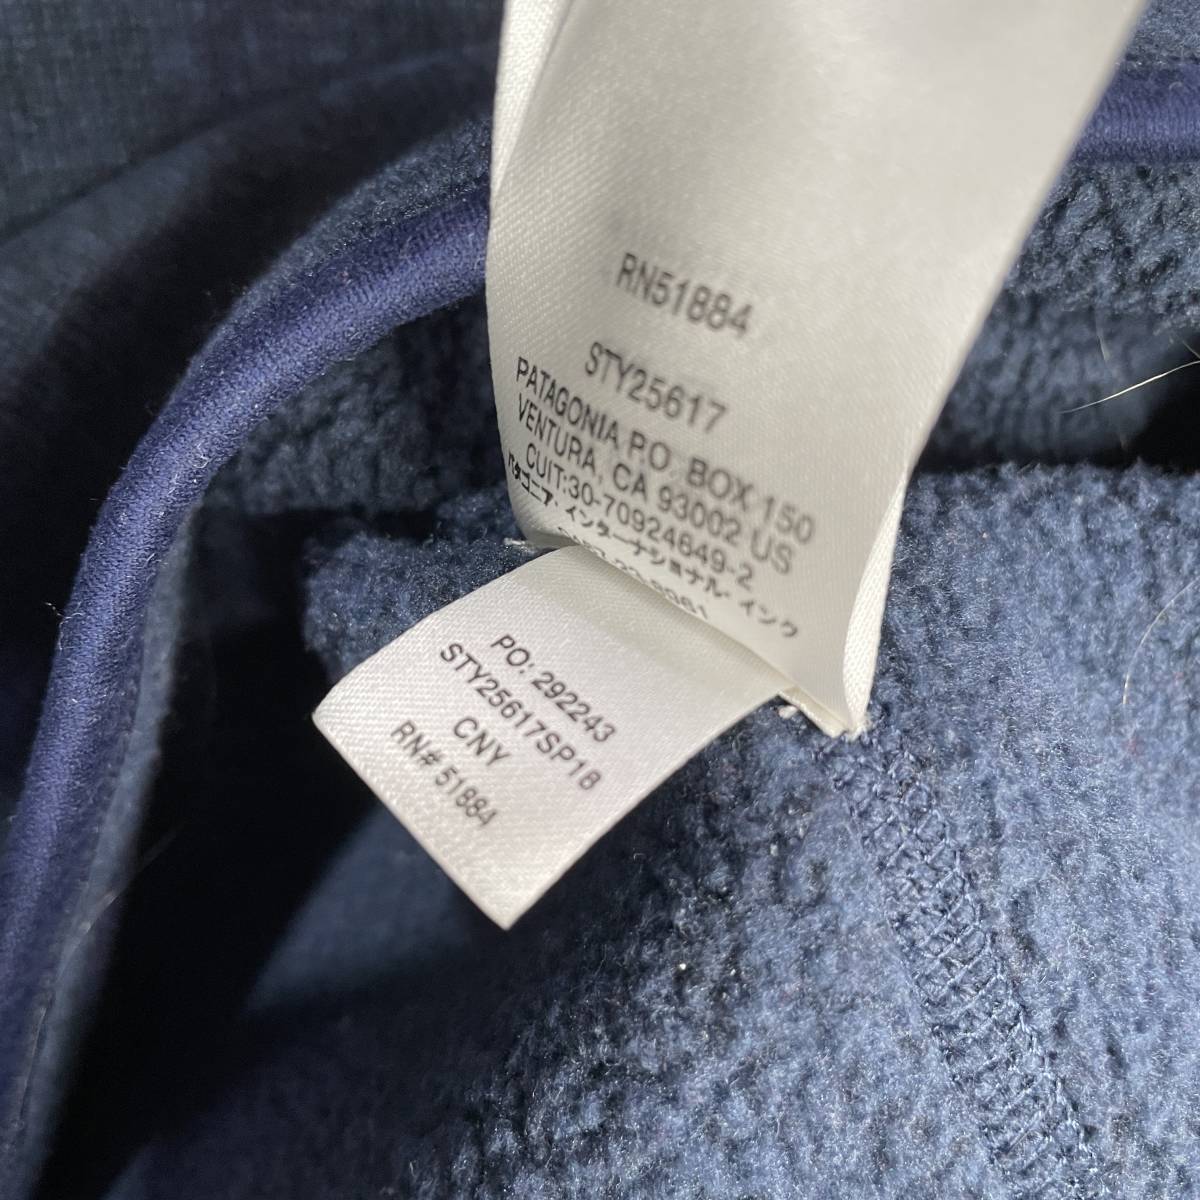 RN51884
STY25617
PATAGONIA P.O. BOX 150
VENTURA, CA 93002 US
CUIT:30-70924649-2
パタゴニア・インターナショナル・インク
PO: 292243
STY25617SP18
CNY
RN# 51884